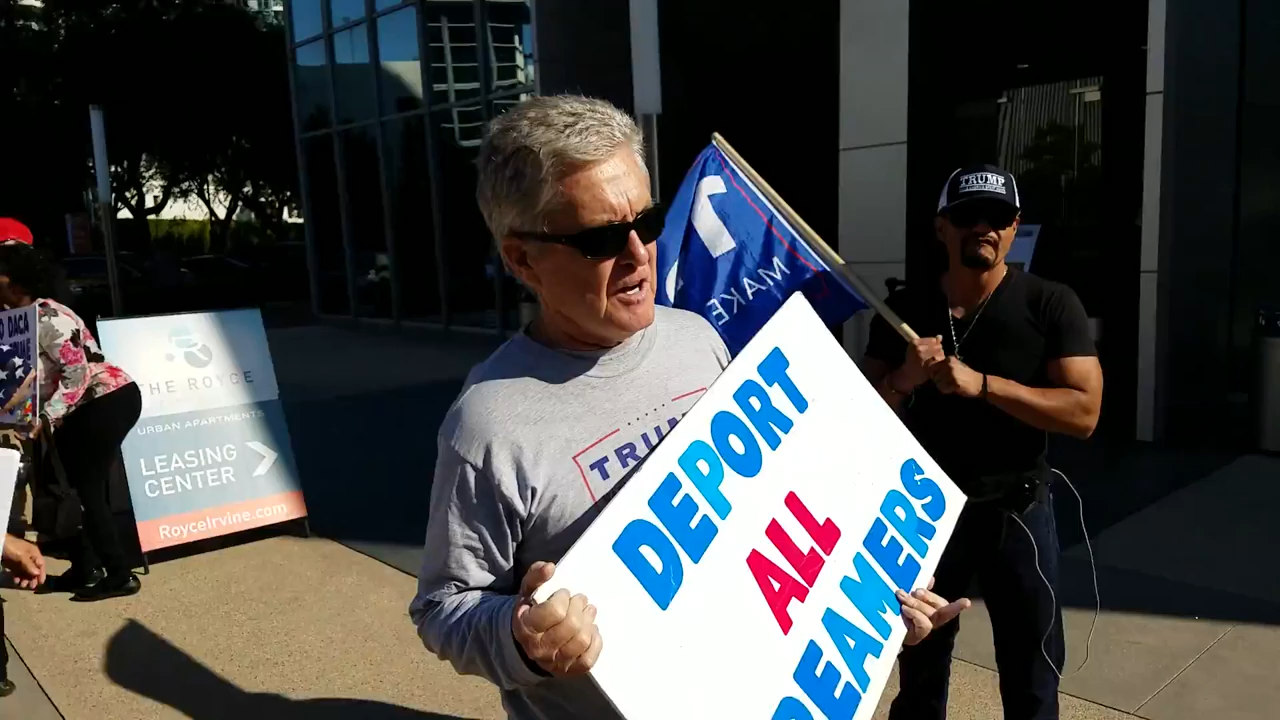 DEPORT
ALL
DREAMERS
TRUMP
TRUMP
MAKE
THE ROYCE
URBAN APARTMENTS
LEASING
CENTER
RoyceIrvine.com
DACA